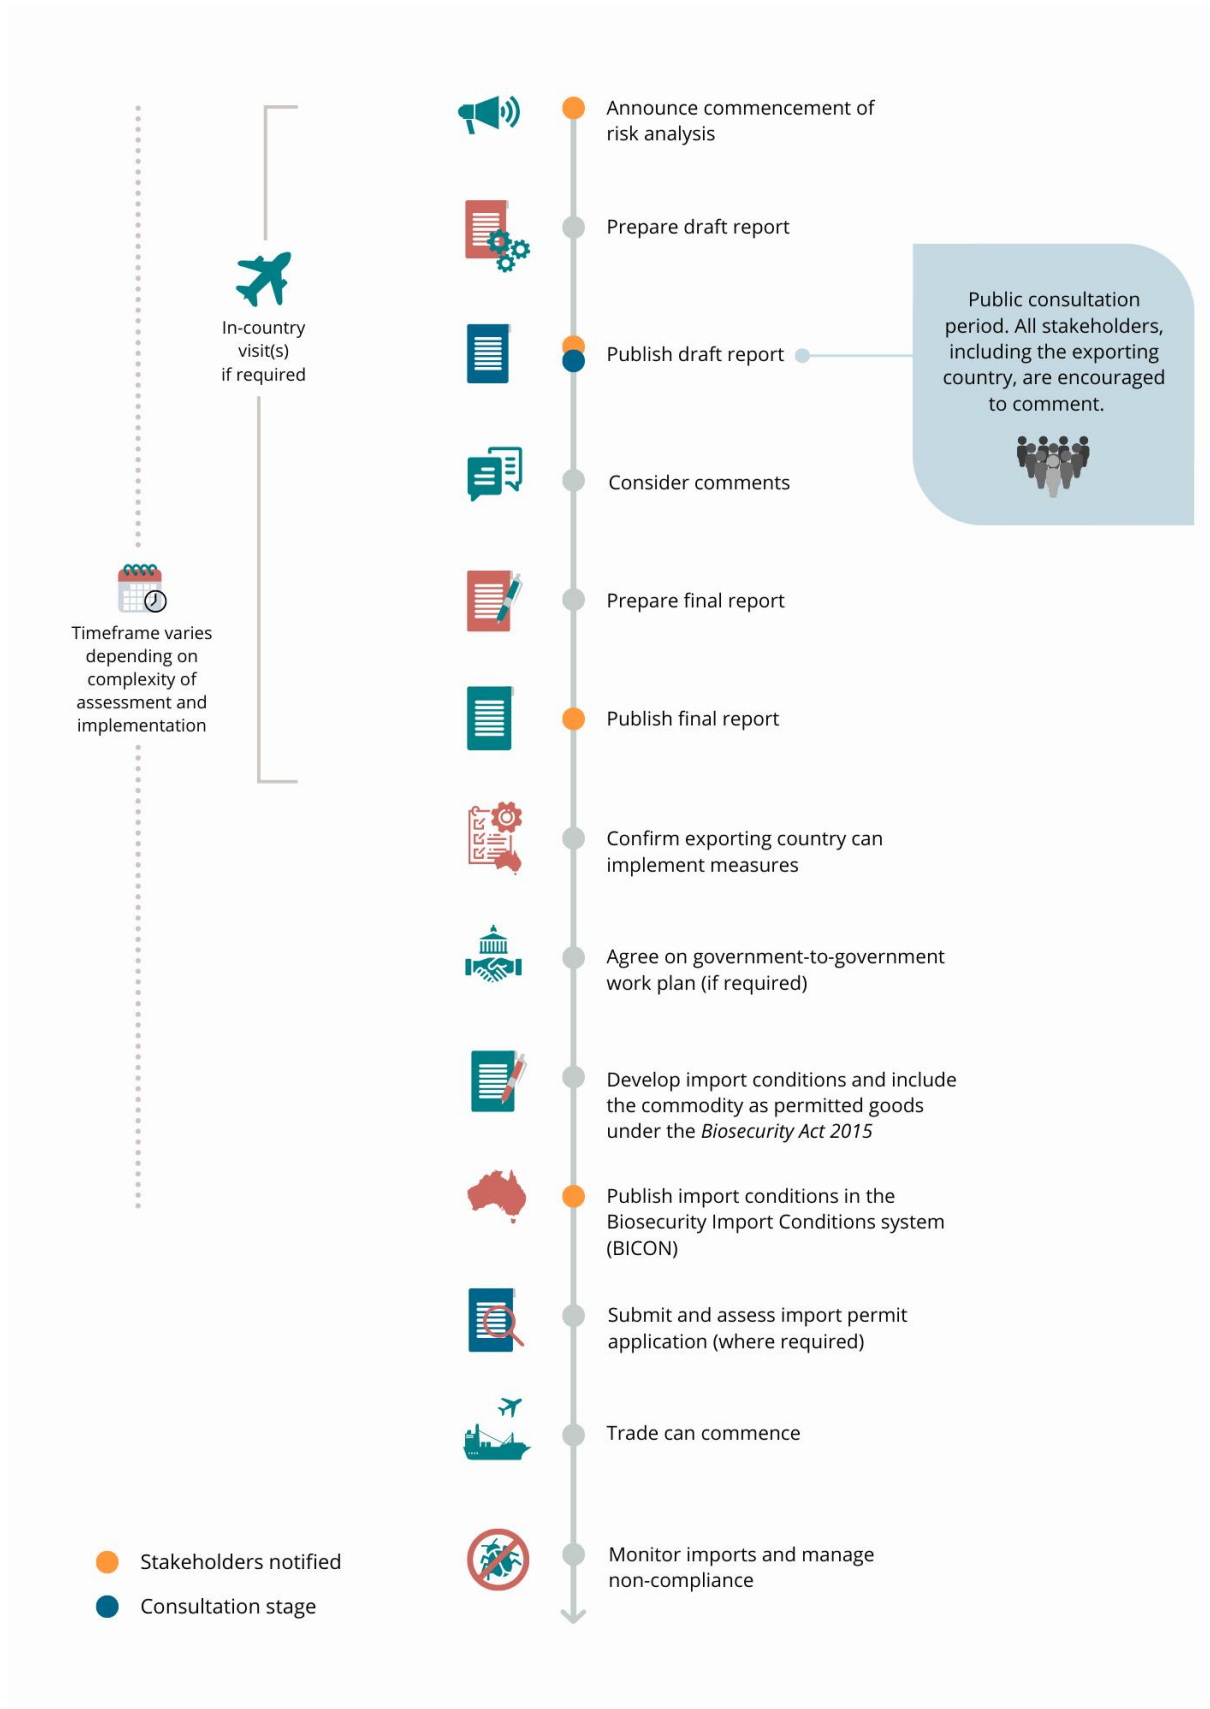 Announce commencement of
risk analysis
Prepare draft report
Public consultation
period. All stakeholders,
including the exporting
country, are encouraged
to comment.
In-country
visit(s)
if required
Publish draft report
Consider comments
Prepare final report
Timeframe varies
depending on
complexity of
assessment and
implementation
Publish final report
Confirm exporting country can
implement measures
Agree on government-to-government
work plan (if required)
Develop import conditions and include
the commodity as permitted goods
under the Biosecurity Act 2015
Publish import conditions in the
Biosecurity Import Conditions system
(BICON)
Submit and assess import permit
application (where required)
Trade can commence
Monitor imports and manage
non-compliance
Stakeholders notified
Consultation stage